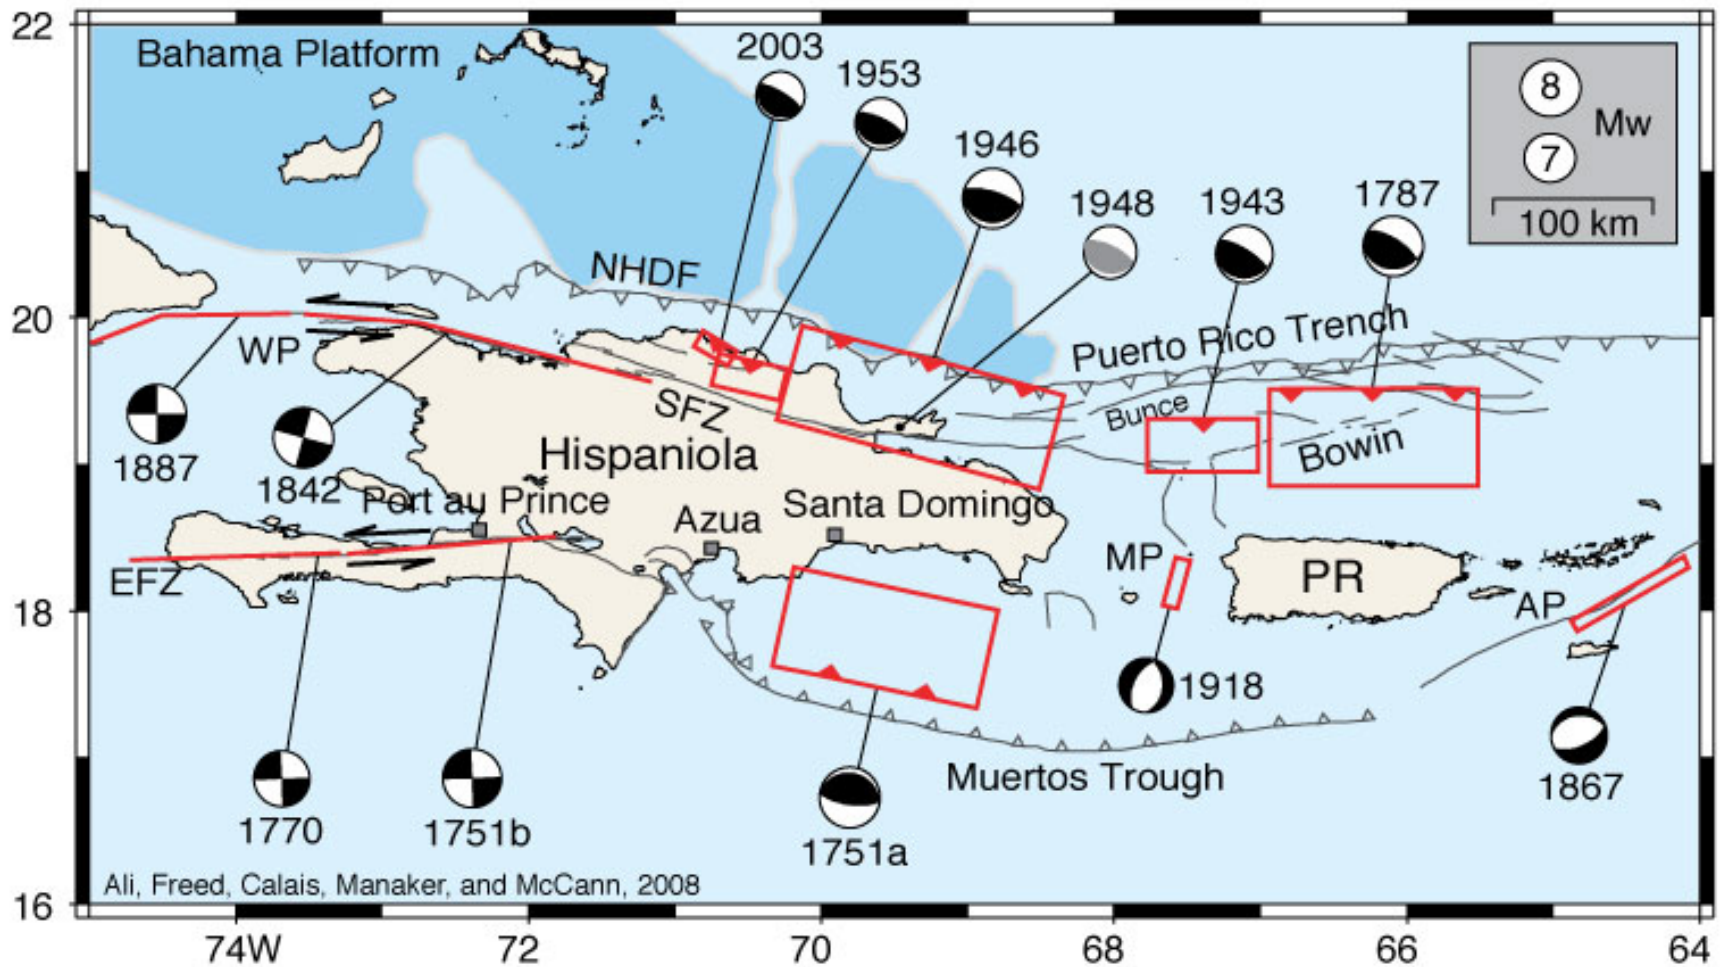 22
20
18
16
74W
72
70
68
66
64
Bahama Platform
2003
1953
1946
1948
1943
1787
8
7
Mw
100 km
NHDF
Puerto Rico Trench
WP
SFZ
Bunce
Bowin
Hispaniola
1887
1842
Port au Prince
Azua
Santa Domingo
EFZ
MP
PR
AP
1918
1867
1770
1751b
1751a
Muertos Trough
Ali, Freed, Calais, Manaker, and McCann, 2008